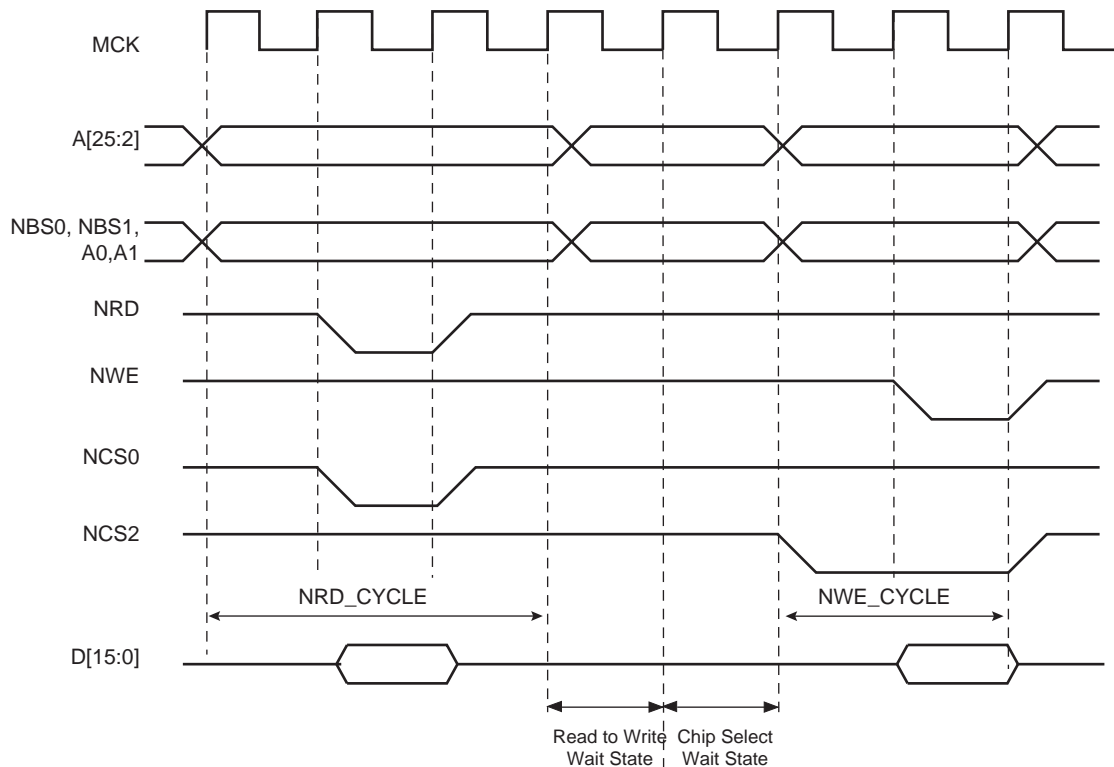 MCK
A[25:2]
NBS0, NBS1,
A0,A1
NRD
NWE
NCS0
NCS2
NRD_CYCLE
NWE_CYCLE
D[15:0]
Read to Write
Wait State
Chip Select
Wait State